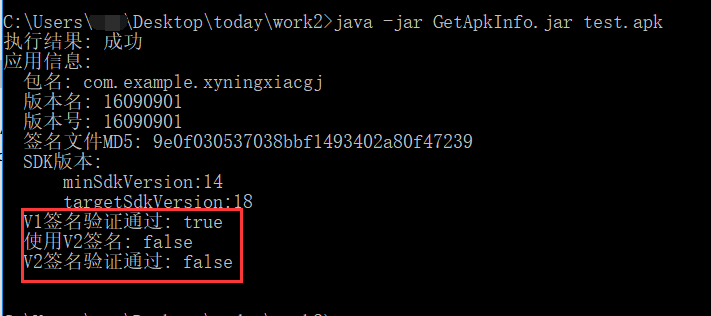 C:\Users\\Desktop\today\work2>java -jar GetApkInfo.jar test.apk
执行结果: 成功
应用信息:
包名: com.example.xyningxiacgj
版本名: 16090901
版本号: 16090901
签名文件MD5: 9e0f030537038bbf1493402a80f47239
SDK版本:
minSdkVersion:14
targetSdkVersion:18
V1签名验证通过: true
使用V2签名: false
V2签名验证通过: false